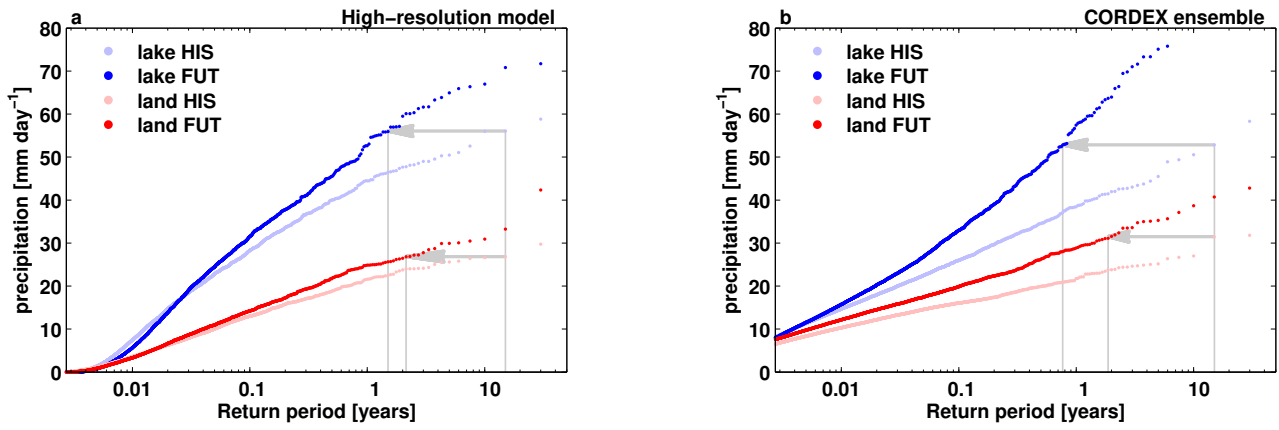 a High−resolution model
80
70
60
50
40
30
20
10
0
precipitation [mm day−1]
lake HIS
lake FUT
land HIS
land FUT
0.01 0.1 1 10
Return period [years]
b CORDEX ensemble
80
70
60
50
40
30
20
10
0
precipitation [mm day−1]
lake HIS
lake FUT
land HIS
land FUT
0.01 0.1 1 10
Return period [years]